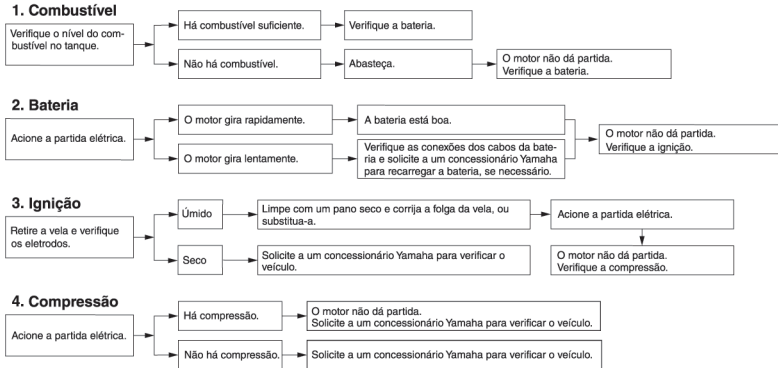 1. Combustível
Verifique o nível do com-
bustível no tanque.
Há combustível suficiente.
Verifique a bateria.
Não há combustível.
Abasteça.
O motor não dá partida.
Verifique a bateria.
2. Bateria
Acione a partida elétrica.
O motor gira rapidamente.
A bateria está boa.
O motor gira lentamente.
Verifique as conexões dos cabos da bate-
ria e solicite a um concessionário Yamaha
para recarregar a bateria, se necessário.
O motor não dá partida.
Verifique a ignição.
3. Ignição
Retire a vela e verifique
os eletrodos.
Úmido
Limpe com um pano seco e corrija a folga da vela, ou
substitua-a.
Acione a partida elétrica.
Seco
Solicite a um concessionário Yamaha para verificar o
veículo.
O motor não dá partida.
Verifique a compressão.
4. Compressão
Acione a partida elétrica.
Há compressão.
O motor não dá partida.
Solicite a um concessionário Yamaha para verificar o veículo.
Não há compressão.
Solicite a um concessionário Yamaha para verificar o veículo.